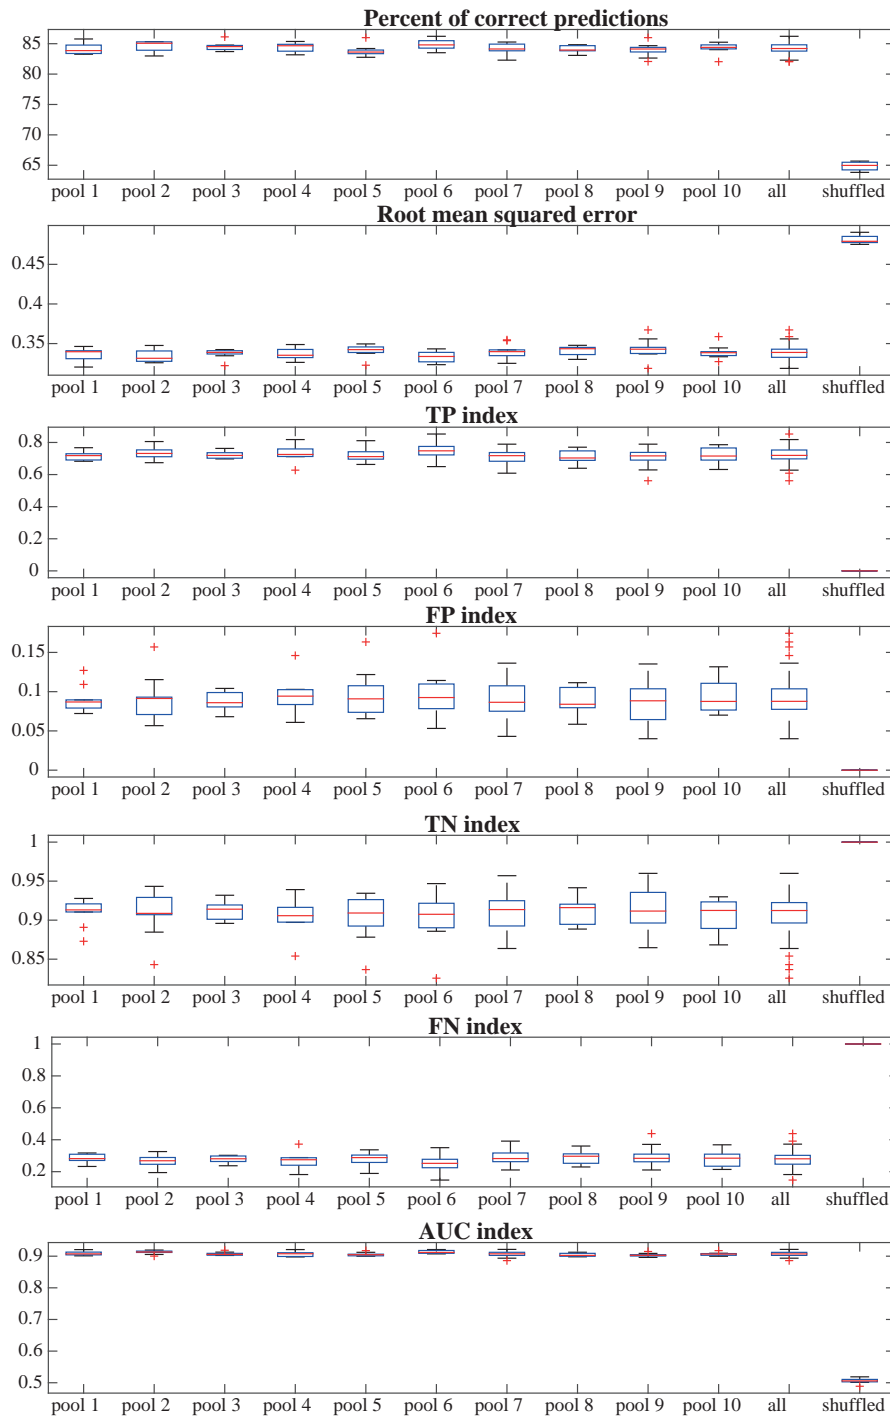 Percent of correct predictions
85
80
75
70
65
pool 1 pool 2 pool 3 pool 4 pool 5 pool 6 pool 7 pool 8 pool 9 pool 10 all shuffled
Root mean squared error
0.45
0.4
0.35
pool 1 pool 2 pool 3 pool 4 pool 5 pool 6 pool 7 pool 8 pool 9 pool 10 all shuffled
TP index
0.8
0.6
0.4
0.2
0
pool 1 pool 2 pool 3 pool 4 pool 5 pool 6 pool 7 pool 8 pool 9 pool 10 all shuffled
FP index
0.15
0.1
0.05
0
pool 1 pool 2 pool 3 pool 4 pool 5 pool 6 pool 7 pool 8 pool 9 pool 10 all shuffled
TN index
1
0.95
0.9
0.85
pool 1 pool 2 pool 3 pool 4 pool 5 pool 6 pool 7 pool 8 pool 9 pool 10 all shuffled
FN index
1
0.8
0.6
0.4
0.2
pool 1 pool 2 pool 3 pool 4 pool 5 pool 6 pool 7 pool 8 pool 9 pool 10 all shuffled
AUC index
0.9
0.8
0.7
0.6
0.5
pool 1 pool 2 pool 3 pool 4 pool 5 pool 6 pool 7 pool 8 pool 9 pool 10 all shuffled